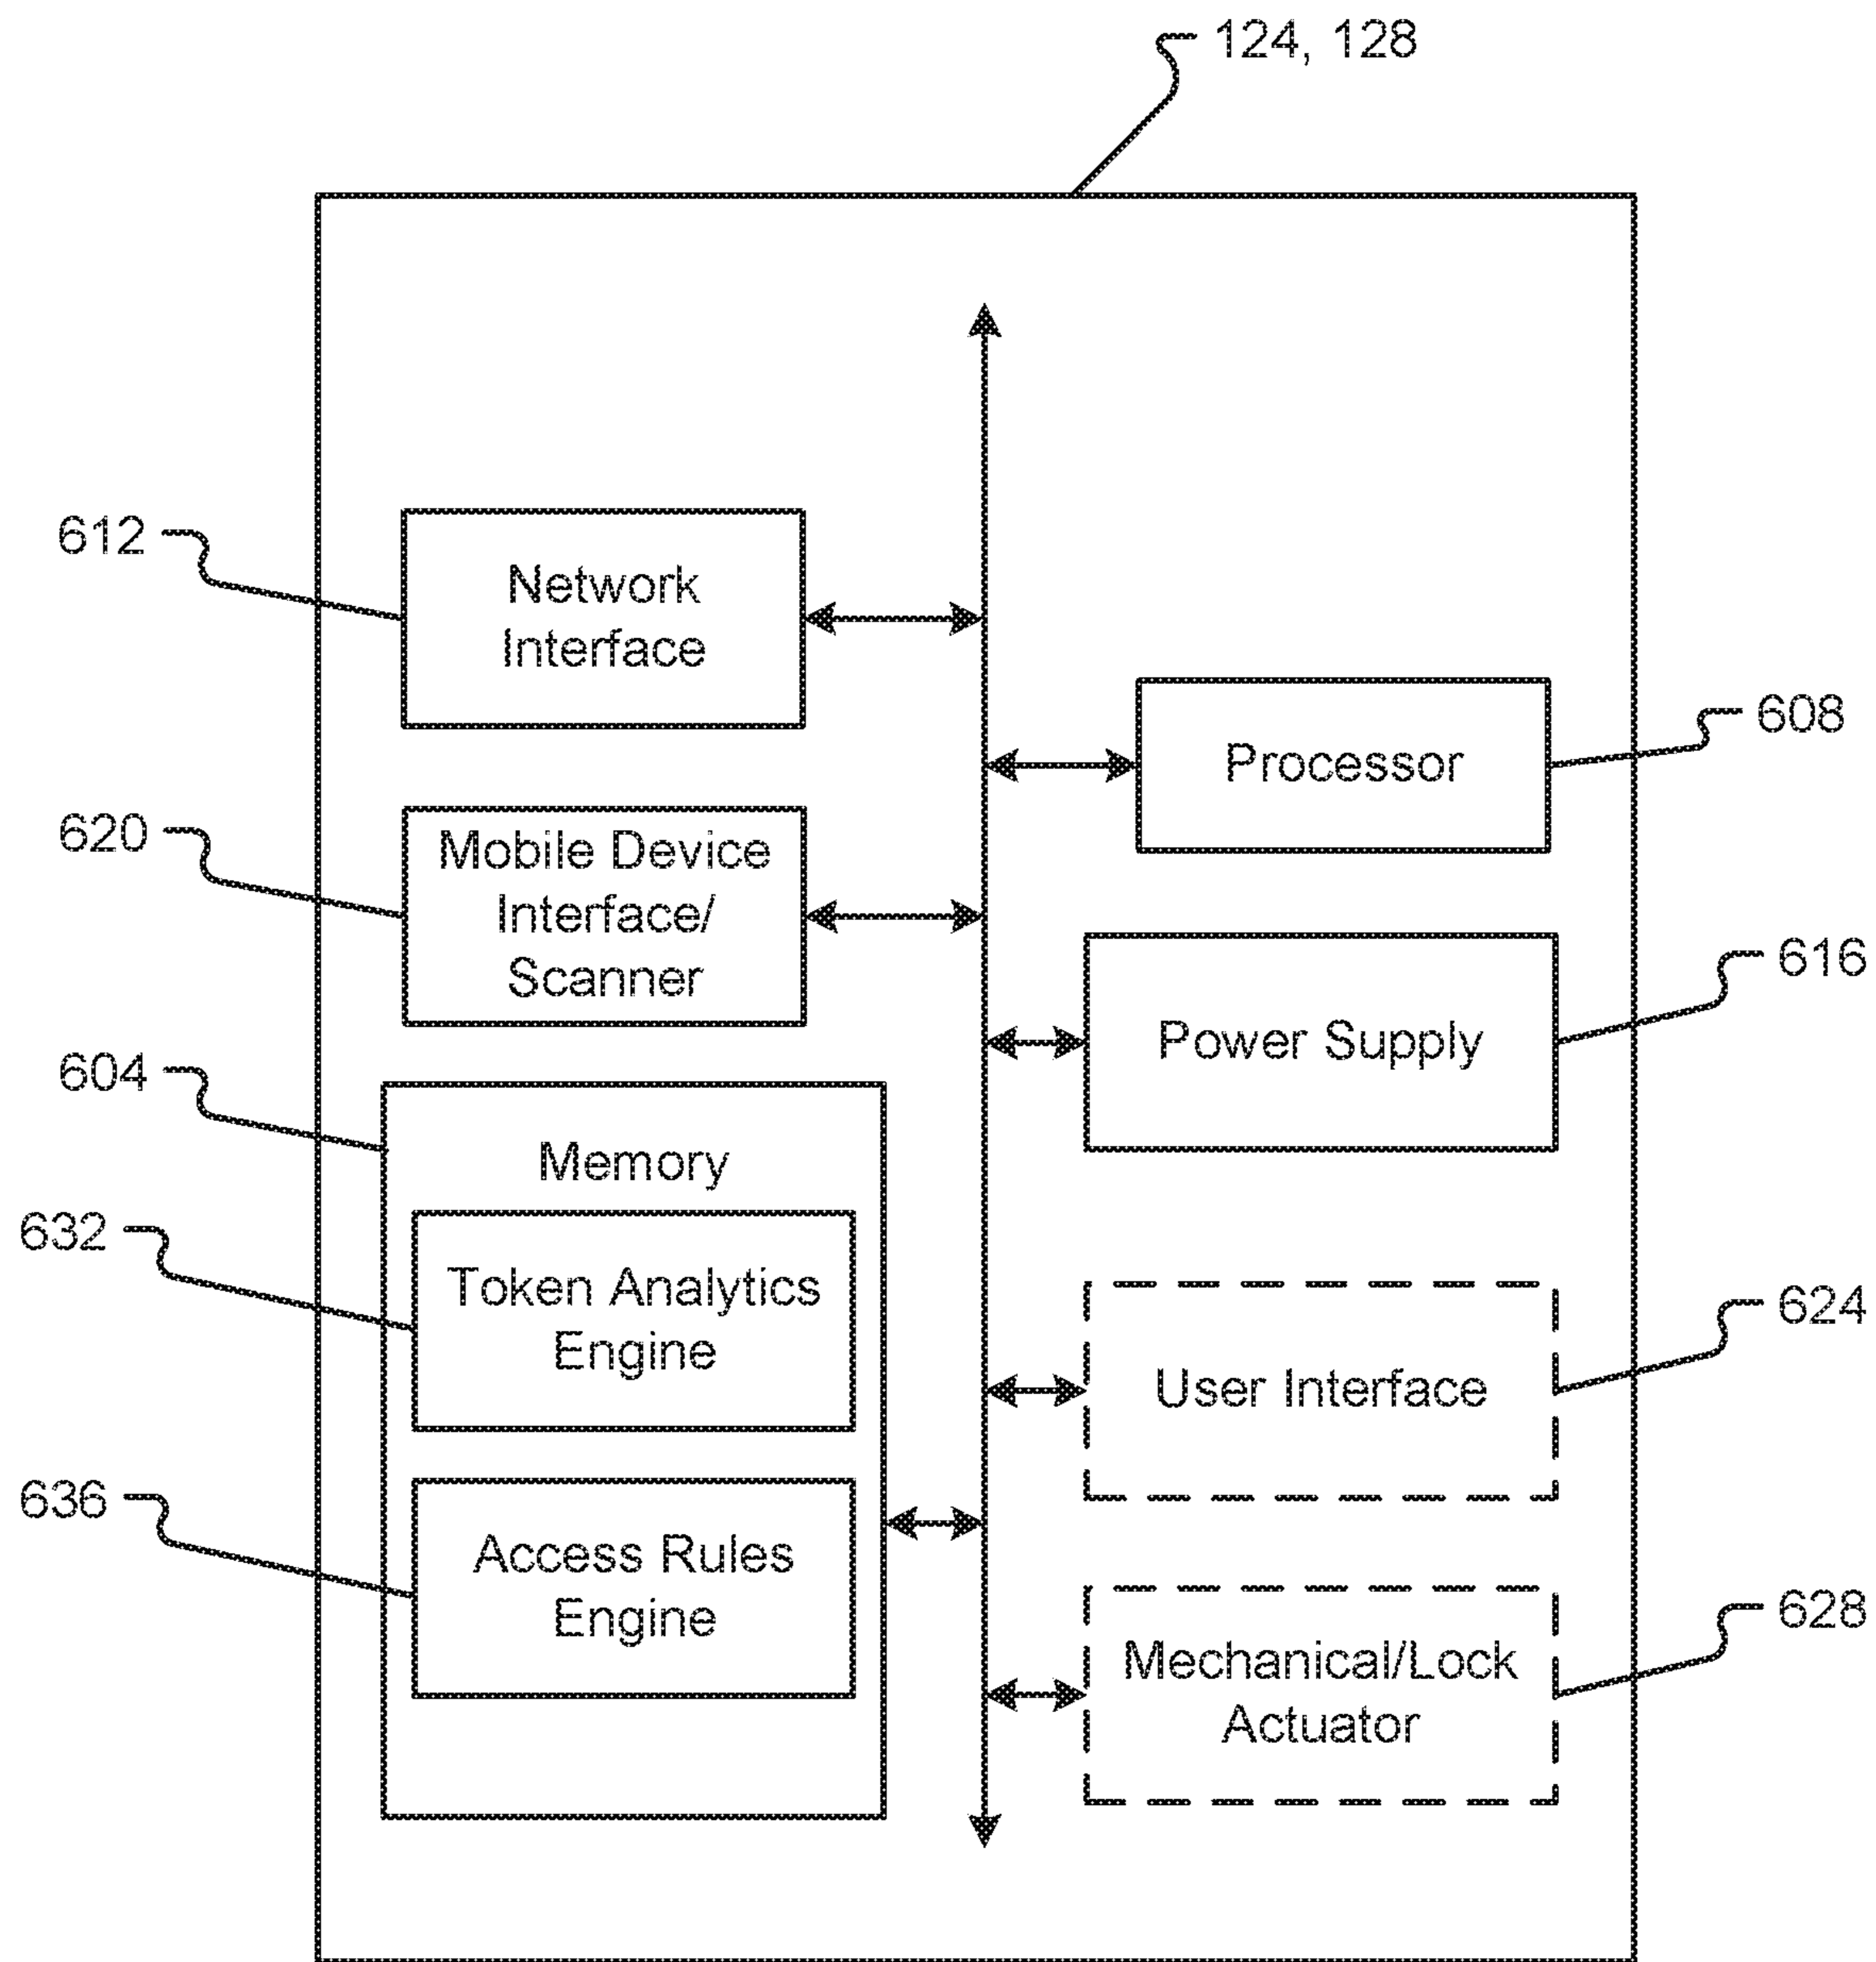 124, 128
612
Network
Interface
Processor
608
620
Mobile Device
Interface/
Scanner
616
Power Supply
604
Memory
632
Token Analytics
Engine
624
User Interface
636
Access Rules
Engine
628
Mechanical/Lock
Actuator